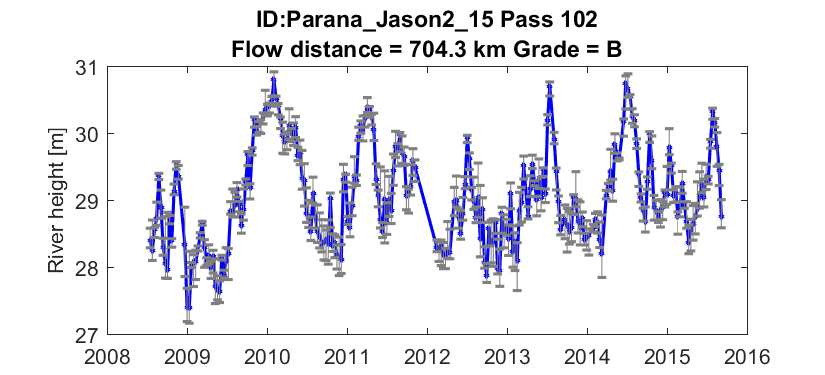 ID:Parana_Jason2_15 Pass 102
Flow distance = 704.3 km Grade = B
31
30
29
28
27
River height [m]
2008 2009 2010 2011 2012 2013 2014 2015 2016